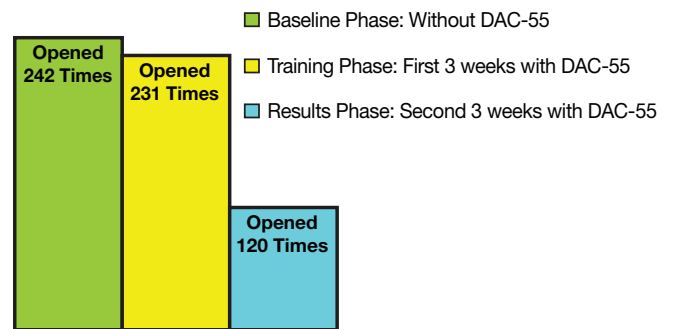 Baseline Phase: Without DAC-55
Training Phase: First 3 weeks with DAC-55
Results Phase: Second 3 weeks with DAC-55
Opened
242 Times
Opened
231 Times
Opened
120 Times